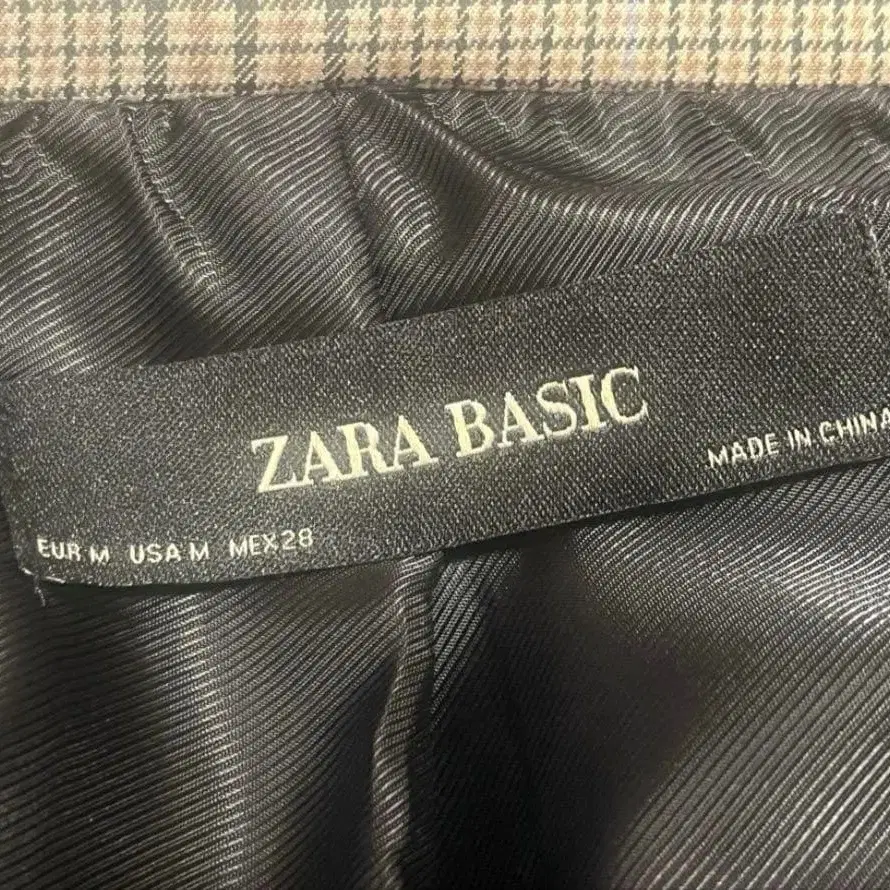 ZARA BASIC
MADE IN CHINA
EUR M USA M MEX 28